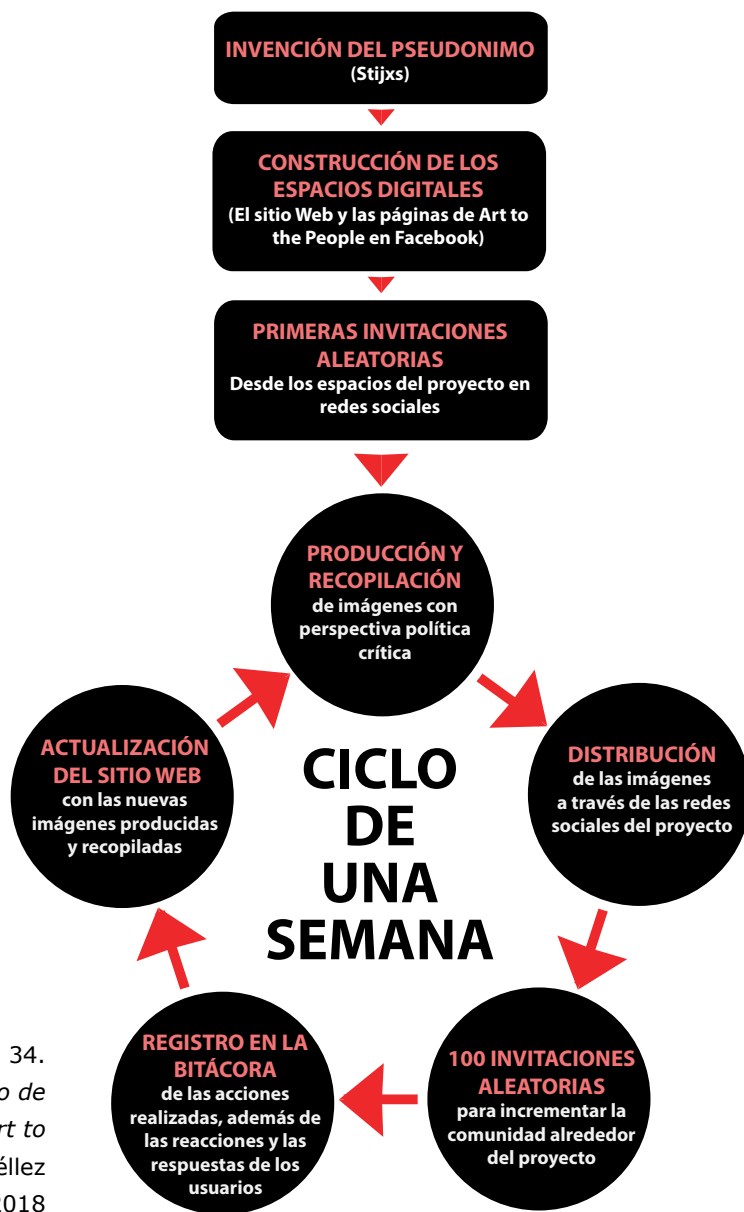 INVENCIÓN DEL PSEUDONIMO
(Stijxs)
CONSTRUCCIÓN DE LOS
ESPACIOS DIGITALES
(El sitio Web y las páginas de Art to
the People en Facebook)
PRIMERAS INVITACIONES
ALEATORIAS
Desde los espacios del proyecto en
redes sociales
PRODUCCIÓN Y
RECOPILACIÓN
de imágenes con
perspectiva política
crítica
DISTRIBUCIÓN
de las imágenes
a través de las redes
sociales del proyecto
100 INVITACIONES
ALEATORIAS
para incrementar la
comunidad alrededor
del proyecto
REGISTRO EN LA
BITÁCORA
de las acciones
realizadas, además de
las reacciones y las
respuestas de los
usuarios
ACTUALIZACIÓN
DEL SITIO WEB
con las nuevas
imágenes producidas
y recopiladas
CICLO
DE
UNA
SEMANA
34.
o de
rt to
éllez
2018